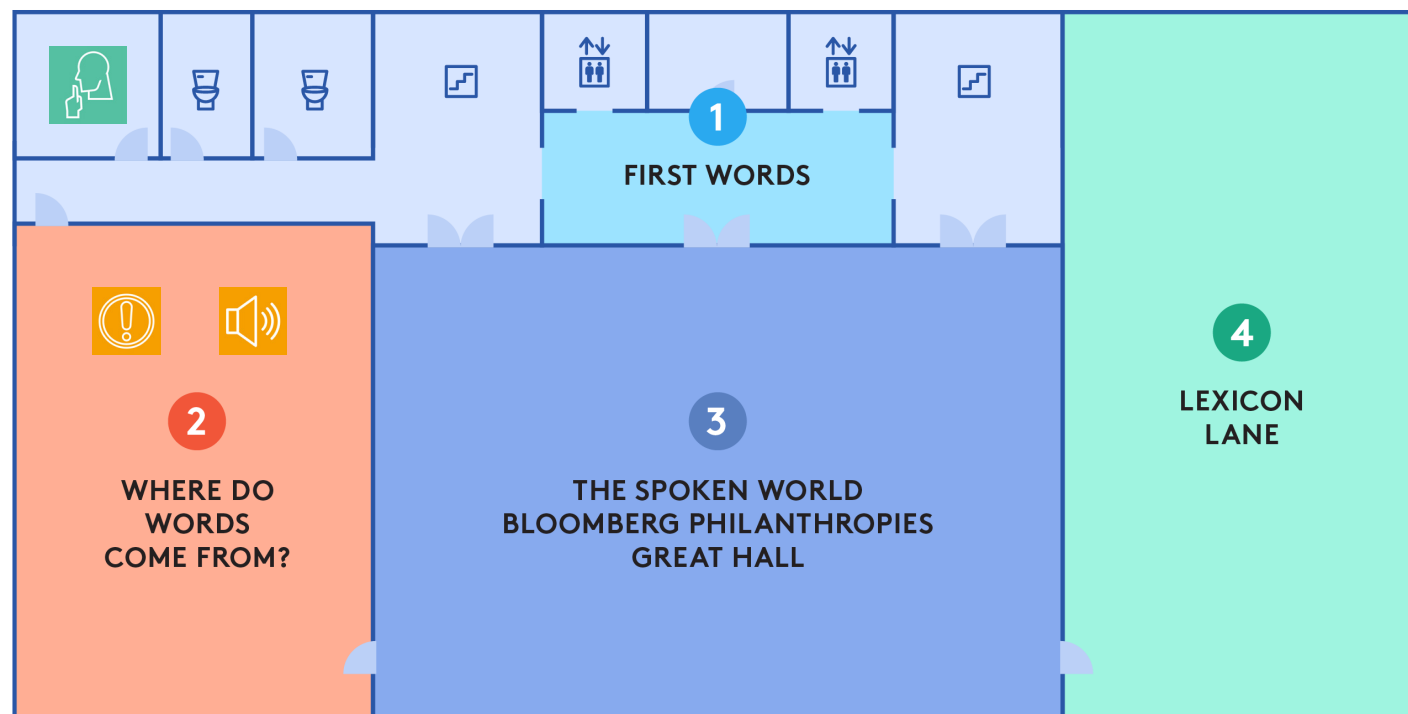 1
FIRST WORDS
2
WHERE DO
WORDS
COME FROM?
3
THE SPOKEN WORLD
BLOOMBERG PHILANTHROPIES
GREAT HALL
4
LEXICON
LANE